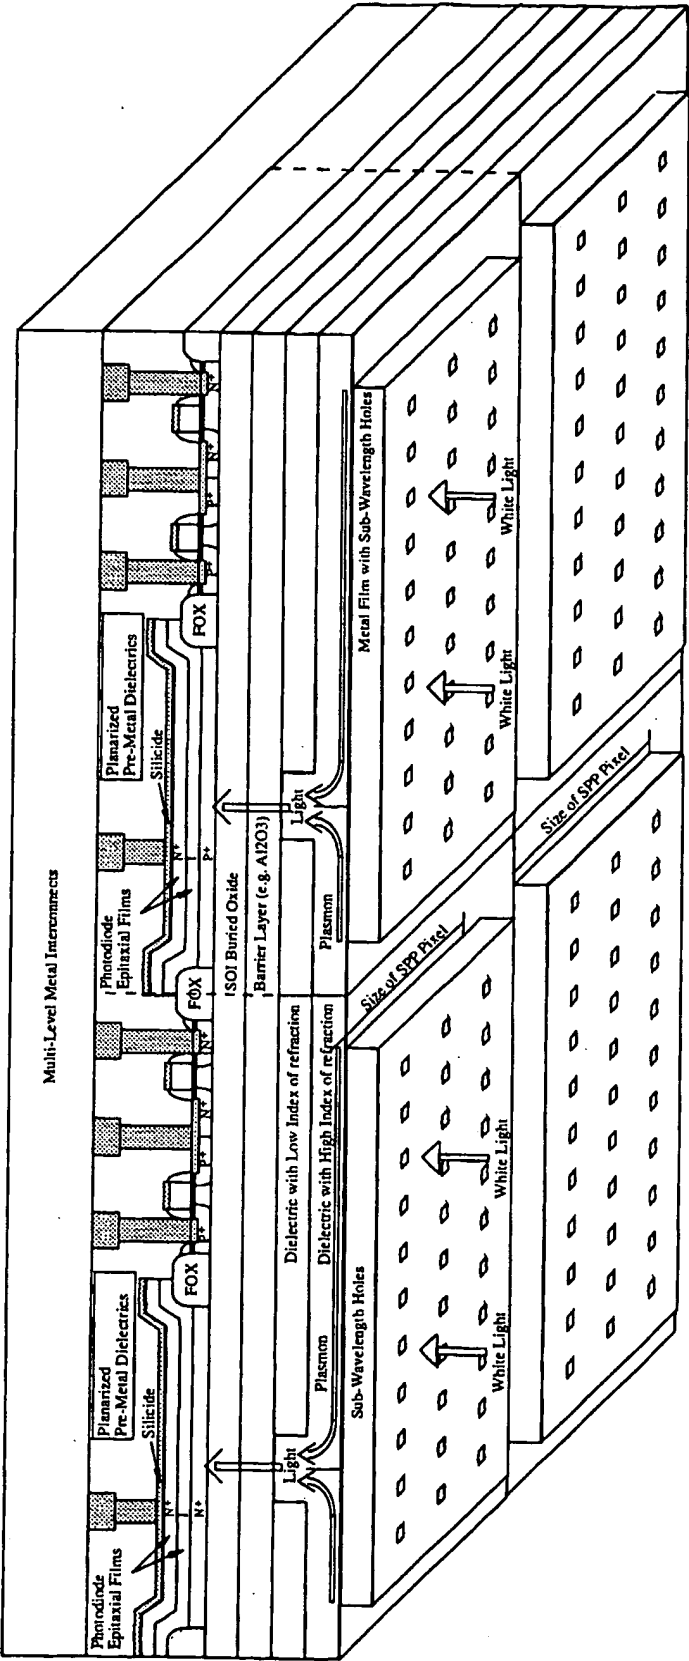 Multi-Level Metal Interconnects
Photodiode
Epitaxial Films
Planarized
Pre-Metal Dielectrics
Silicide
N+
N+
FOX
P+
P+
N+
N+
FOX
Photodiode
Epitaxial Films
Planarized
Pre-Metal Dielectrics
Silicide
N+
P+
FOX
P+
P+
N+
N+
SOI Buried Oxide
Barrier Layer (e.g. Al2O3)
Light
Dielectric with Low Index of refraction
Light
Plasmon
Dielectric with High Index of refraction
Plasmon
Sub-Wavelength Holes
Metal Film with Sub-Wavelength Holes
Size of SPP Pixel
White Light
White Light
White Light
White Light
Size of SPP Pixel